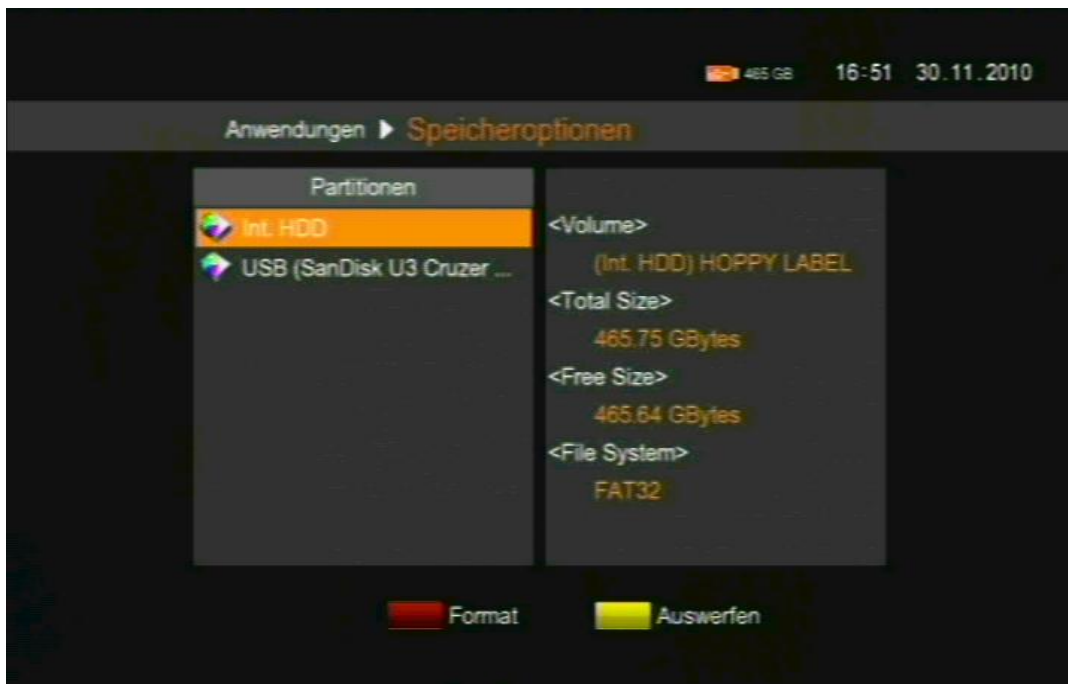 465 GB 16:51 30.11.2010
Anwendungen ▶ Speicheroptionen
Partitionen
Int. HDD
USB (SanDisk U3 Cruzer ...
<Volume>
(Int. HDD) HOPPY LABEL
<Total Size>
465.75 GBytes
<Free Size>
465.64 GBytes
<File System>
FAT32
Format Auswerfen